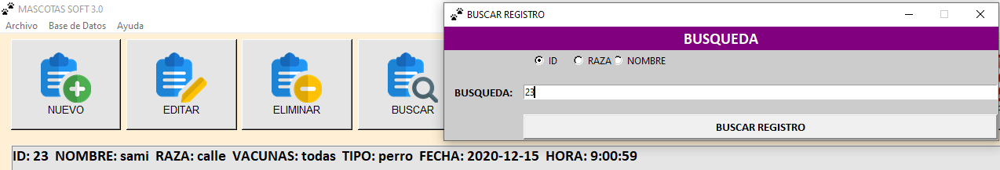 MASCOTAS SOFT 3.0
Archivo Base de Datos Ayuda
NUEVO EDITAR ELIMINAR BUSCAR
BUSCAR REGISTRO
BUSQUEDA
ID RAZA NOMBRE
BUSQUEDA: 23
BUSCAR REGISTRO
ID: 23 NOMBRE: sami RAZA: calle VACUNAS: todas TIPO: perro FECHA: 2020-12-15 HORA: 9:00:59